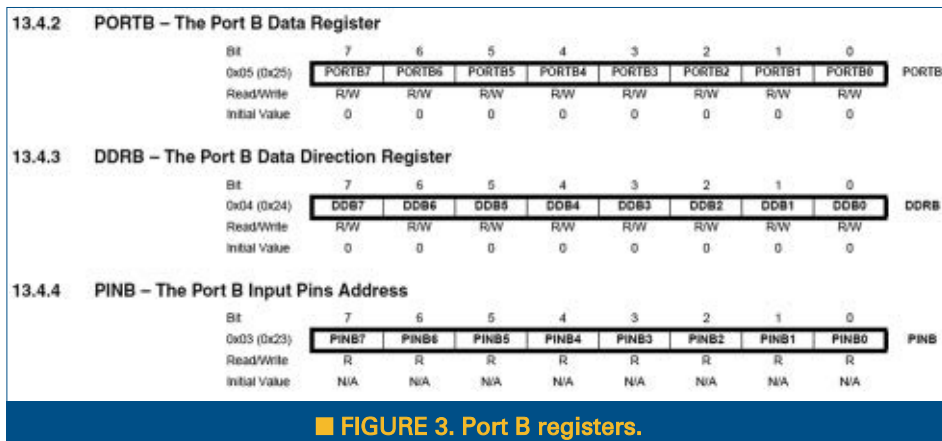 13.4.2 PORTB – The Port B Data Register
Bit 7 6 5 4 3 2 1 0
0x05 (0x25) PORTB7 PORTB6 PORTB5 PORTB4 PORTB3 PORTB2 PORTB1 PORTB0 PORTB
Read/Write R/W R/W R/W R/W R/W R/W R/W R/W
Initial Value 0 0 0 0 0 0 0 0
13.4.3 DDRB – The Port B Data Direction Register
Bit 7 6 5 4 3 2 1 0
0x04 (0x24) DDB7 DDB6 DDB5 DDB4 DDB3 DDB2 DDB1 DDB0 DDRB
Read/Write R/W R/W R/W R/W R/W R/W R/W R/W
Initial Value 0 0 0 0 0 0 0 0
13.4.4 PINB – The Port B Input Pins Address
Bit 7 6 5 4 3 2 1 0
0x03 (0x23) PINB7 PINB6 PINB5 PINB4 PINB3 PINB2 PINB1 PINB0 PINB
Read/Write R R R R R R R R
Initial Value N/A N/A N/A N/A N/A N/A N/A N/A
■ FIGURE 3. Port B registers.